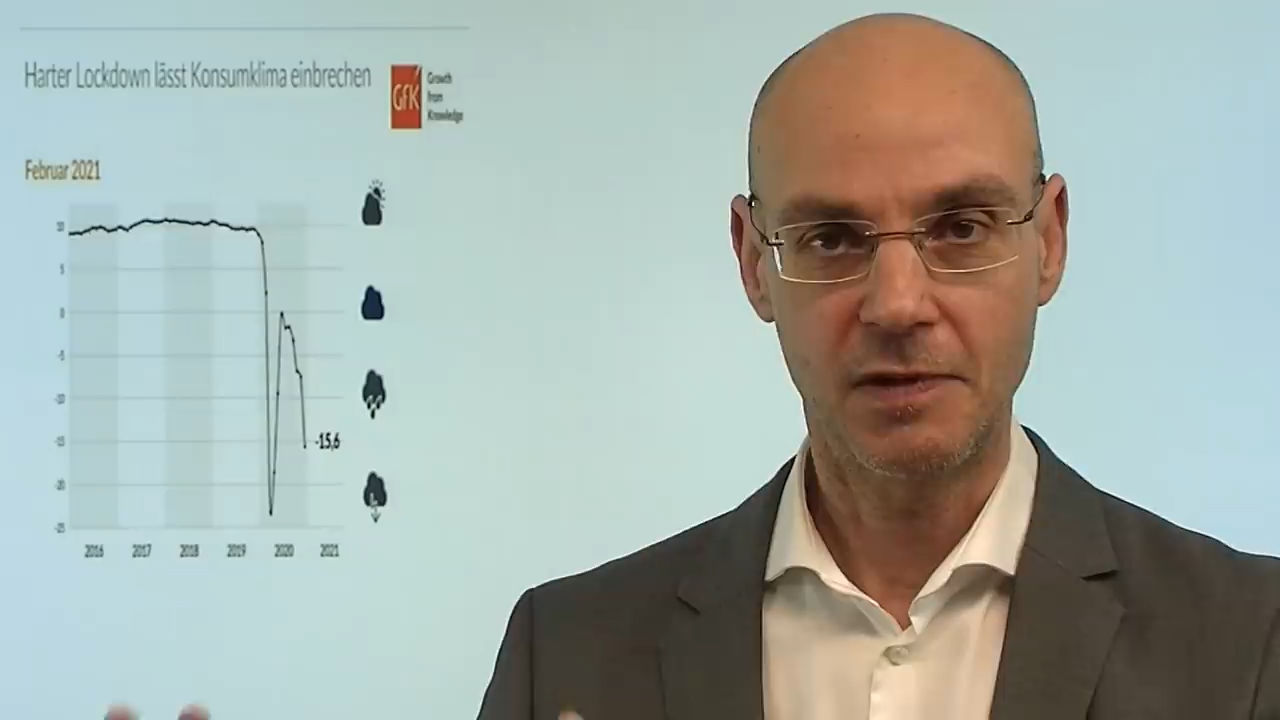 Harter Lockdown lässt Konsumklima einbrechen
GfK
Growth
from
Knowledge
Februar 2021
10
5
0
-5
-10
-15
-20
-25
-15,6
2016 2017 2018 2019 2020 2021